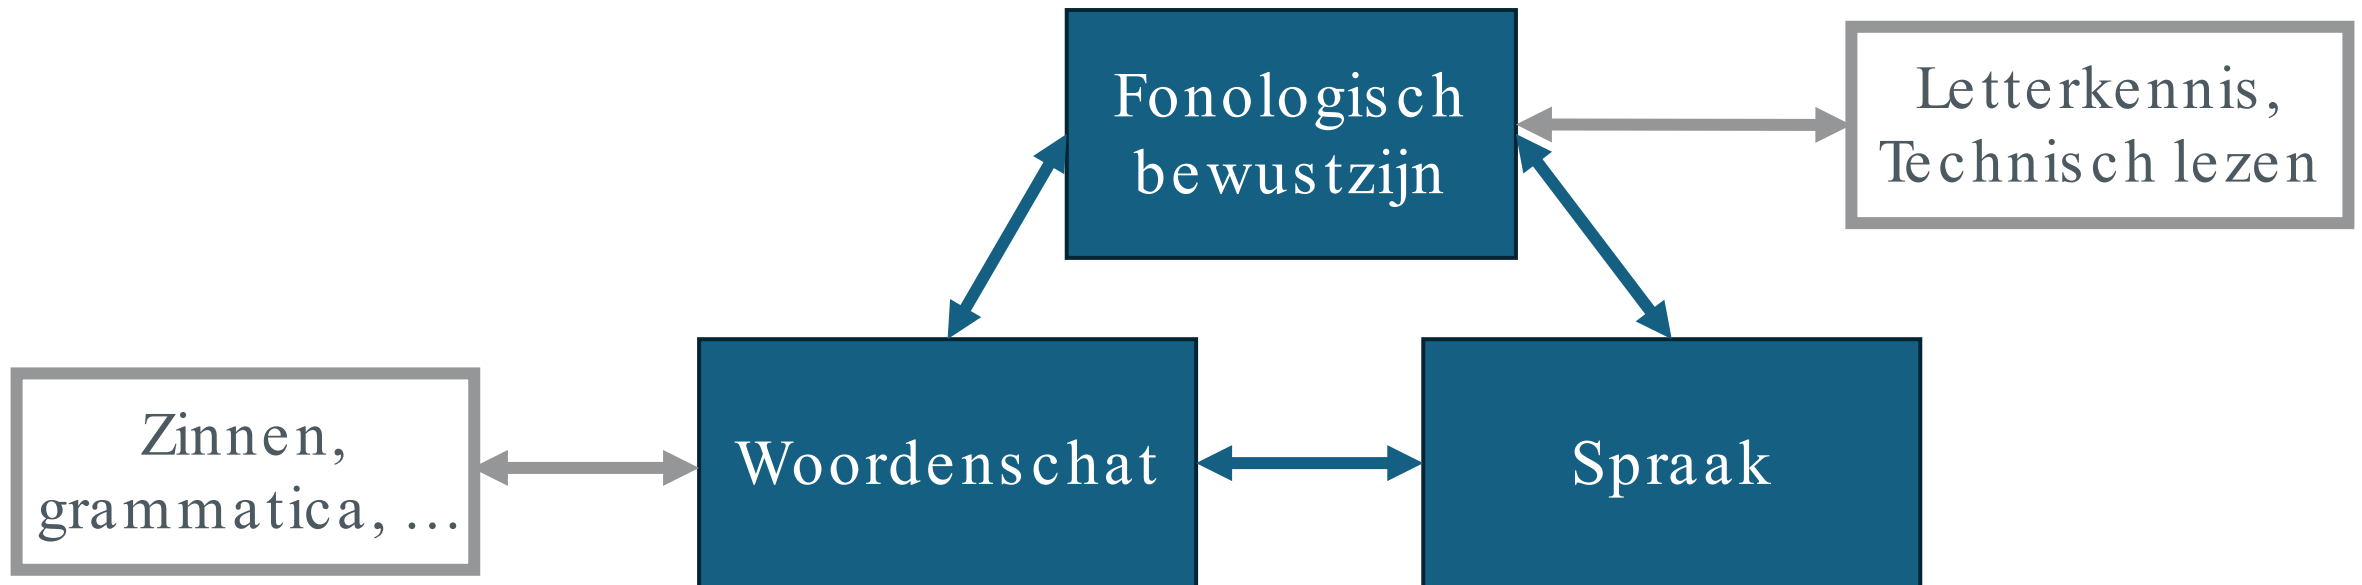 Fonologisch
bewustzijn
Letterkennis,
Technisch lezen
Zinnen,
grammatica, ...
Woordenschat
Spraak